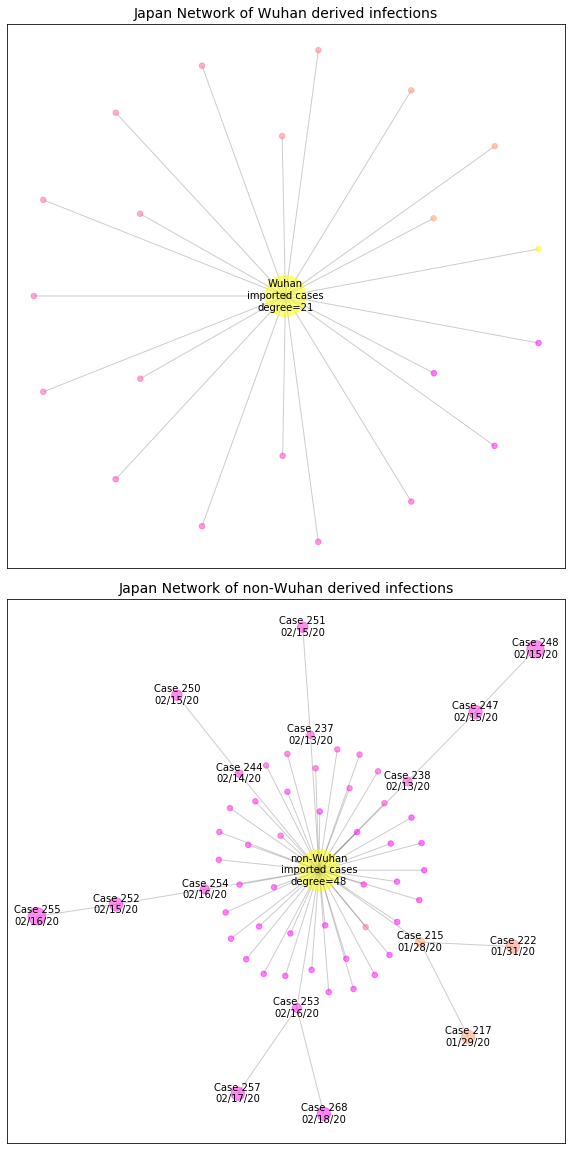 Japan Network of Wuhan derived infections
Wuhan
imported cases
degree=21
Japan Network of non-Wuhan derived infections
Case 251
02/15/20
Case 248
02/15/20
Case 250
02/15/20
Case 247
02/15/20
Case 237
02/13/20
Case 244
02/14/20
Case 238
02/13/20
non-Wuhan
imported cases
degree=48
Case 254
02/16/20
Case 252
02/15/20
Case 255
02/16/20
Case 215
01/28/20
Case 222
01/31/20
Case 253
02/16/20
Case 217
01/29/20
Case 257
02/17/20
Case 268
02/18/20